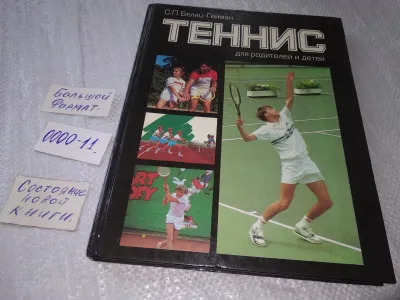 С.П. Белиц-Гейман
ТЕННИС
для родителей и детей
Большой
формат.
0000-11.
Состояние
новой
книги.